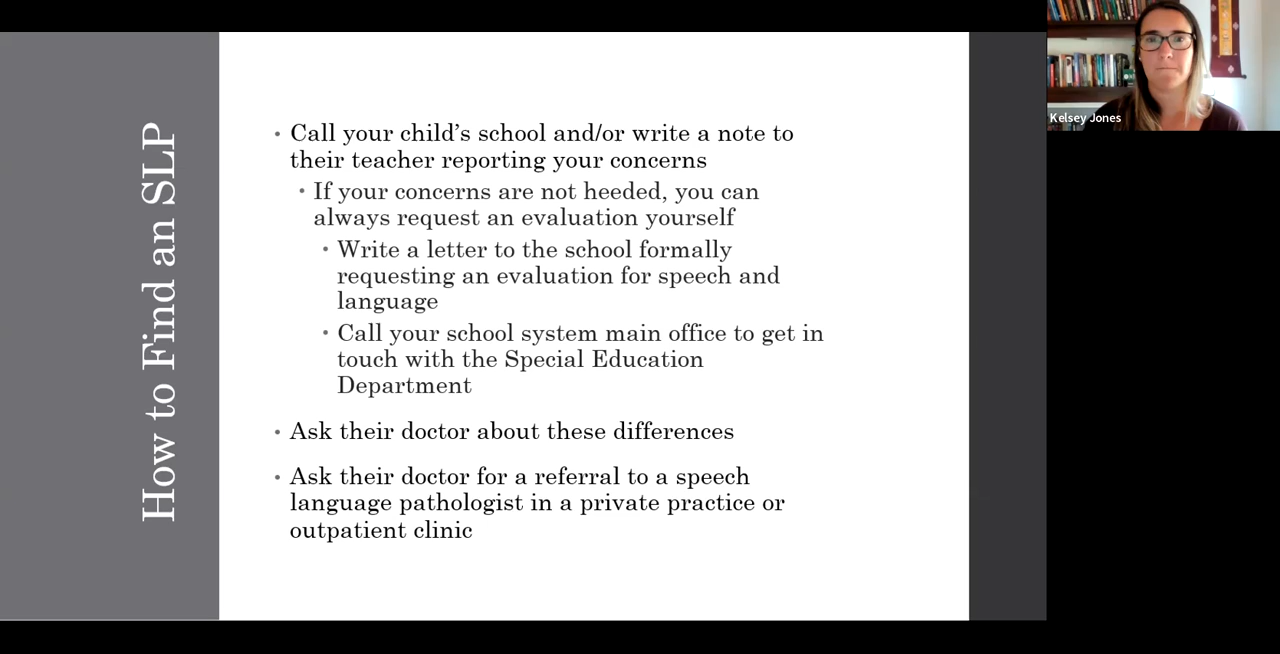 How to Find an SLP
Call your child’s school and/or write a note to
their teacher reporting your concerns
If your concerns are not heeded, you can
always request an evaluation yourself
Write a letter to the school formally
requesting an evaluation for speech and
language
Call your school system main office to get in
touch with the Special Education
Department
Ask their doctor about these differences
Ask their doctor for a referral to a speech
language pathologist in a private practice or
outpatient clinic
Kelsey Jones